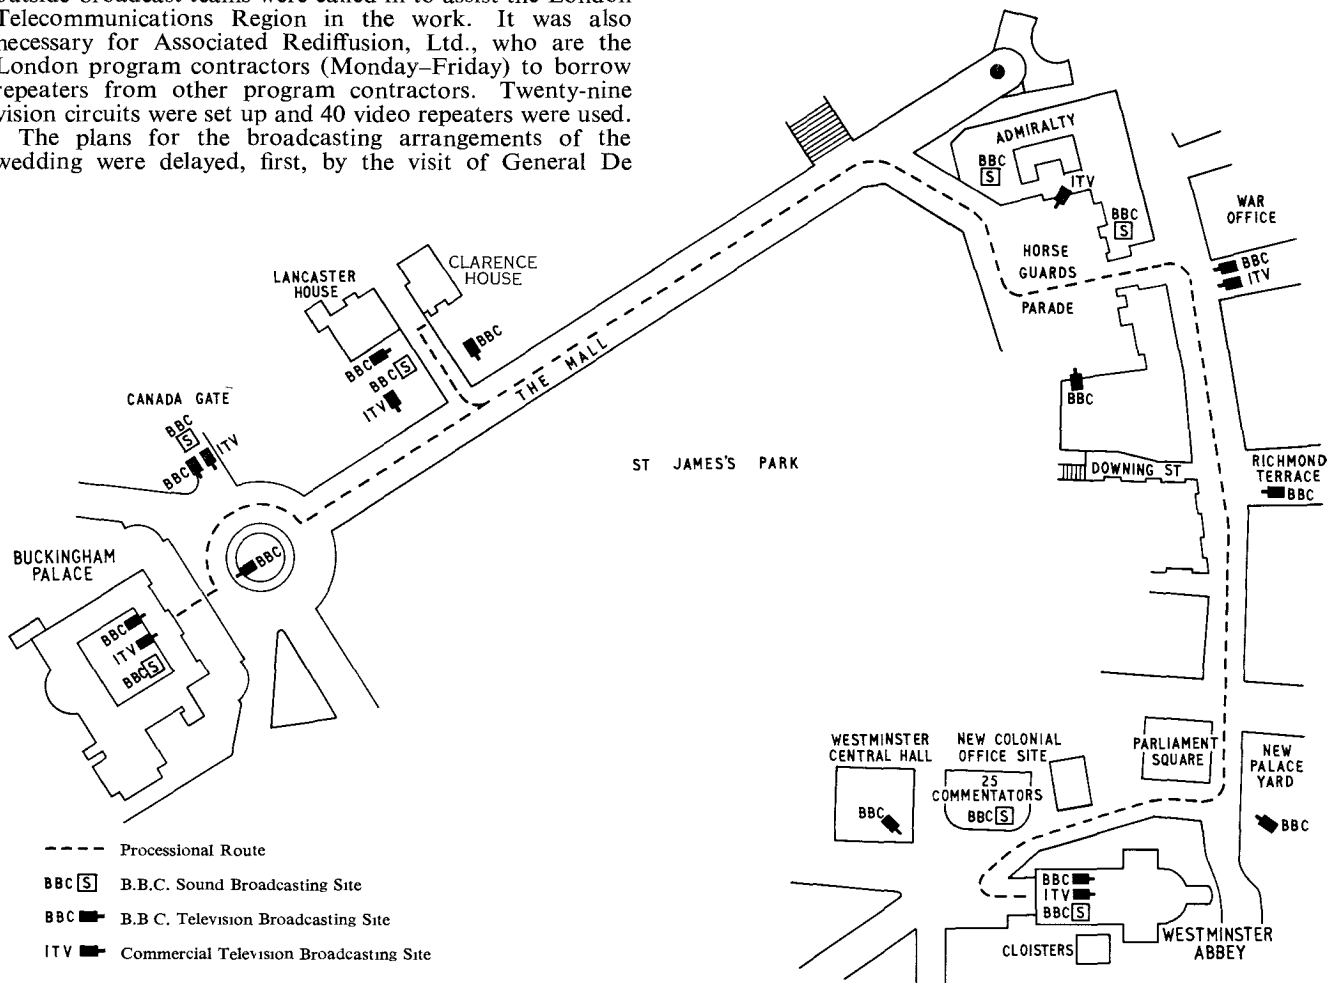 outside broadcast teams were called in to assist the London
Telecommunications Region in the work. It was also
necessary for Associated Rediffusion, Ltd., who are the
London program contractors (Monday–Friday) to borrow
repeaters from other program contractors. Twenty-nine
vision circuits were set up and 40 video repeaters were used.
The plans for the broadcasting arrangements of the
wedding were delayed, first, by the visit of General De
ADMIRALTY
BBC
S
ITV
BBC
S
WAR
OFFICE
HORSE
GUARDS
PARADE
BBC
ITV
CLARENCE
HOUSE
LANCASTER
HOUSE
BBC
BBC
BBC S
ITV
THE MALL
BBC
CANADA GATE
BBC
S
ITV
BBC
ST JAMES'S PARK
DOWNING ST
RICHMOND
TERRACE
BBC
BUCKINGHAM
PALACE
BBC
BBC
ITV
BBC S
WESTMINSTER
CENTRAL HALL
BBC
NEW COLONIAL
OFFICE SITE
25
COMMENTATORS
BBC S
PARLIAMENT
SQUARE
NEW
PALACE
YARD
BBC
BBC
ITV
BBC S
CLOISTERS
WESTMINSTER
ABBEY
Processional Route
BBC S B.B.C. Sound Broadcasting Site
BBC B.B C. Television Broadcasting Site
ITV Commercial Television Broadcasting Site